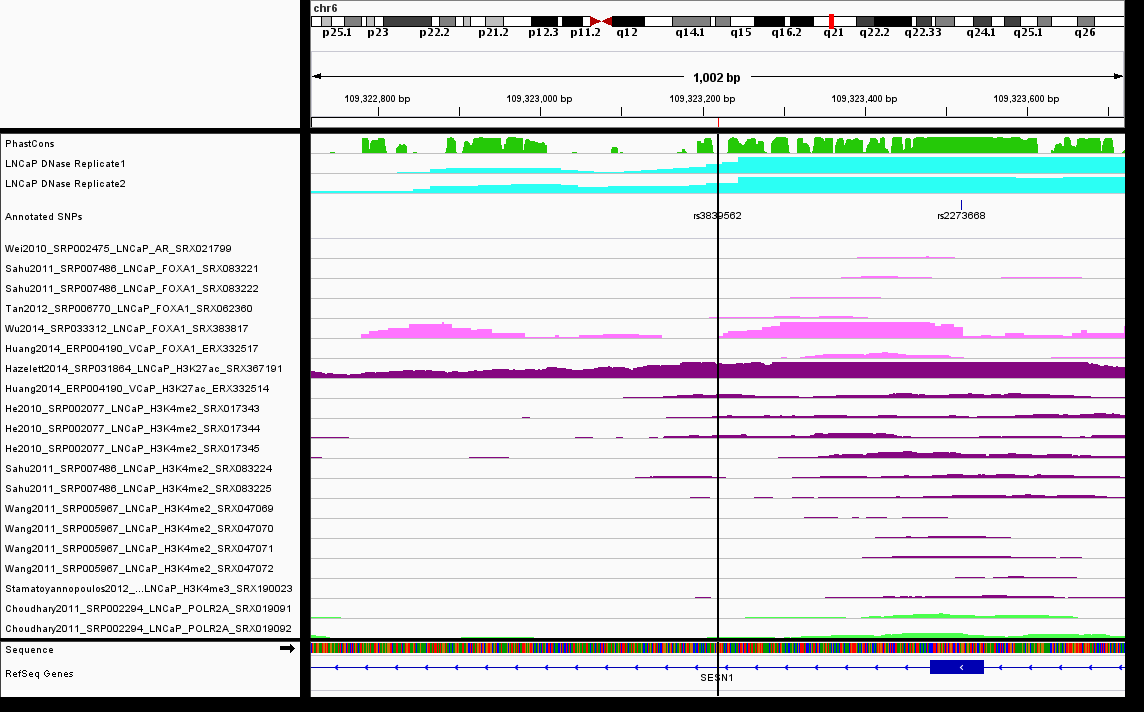 chr6
p25.1 p23 p22.2 p21.2 p12.3 p11.2 q12 q14.1 q15 q16.2 q21 q22.2 q22.33 q24.1 q25.1 q26
1,002 bp
109,322,800 bp 109,323,000 bp 109,323,200 bp 109,323,400 bp 109,323,600 bp
PhastCons
LNCaP DNase Replicate1
LNCaP DNase Replicate2
Annotated SNPs
rs3839562 rs2273668
Wei2010_SRP002475_LNCaP_AR_SRX021799
Sahu2011_SRP007486_LNCaP_FOXA1_SRX083221
Sahu2011_SRP007486_LNCaP_FOXA1_SRX083222
Tan2012_SRP006770_LNCaP_FOXA1_SRX062360
Wu2014_SRP033312_LNCaP_FOXA1_SRX383817
Huang2014_ERP004190_VCaP_FOXA1_ERX332517
Hazelett2014_SRP031864_LNCaP_H3K27ac_SRX367191
Huang2014_ERP004190_VCaP_H3K27ac_ERX332514
He2010_SRP002077_LNCaP_H3K4me2_SRX017343
He2010_SRP002077_LNCaP_H3K4me2_SRX017344
He2010_SRP002077_LNCaP_H3K4me2_SRX017345
Sahu2011_SRP007486_LNCaP_H3K4me2_SRX083224
Sahu2011_SRP007486_LNCaP_H3K4me2_SRX083225
Wang2011_SRP005967_LNCaP_H3K4me2_SRX047069
Wang2011_SRP005967_LNCaP_H3K4me2_SRX047070
Wang2011_SRP005967_LNCaP_H3K4me2_SRX047071
Wang2011_SRP005967_LNCaP_H3K4me2_SRX047072
Stamatoyannopoulos2012_...LNCaP_H3K4me3_SRX190023
Choudhary2011_SRP002294_LNCaP_POLR2A_SRX019091
Choudhary2011_SRP002294_LNCaP_POLR2A_SRX019092
Sequence
RefSeq Genes
SESN1